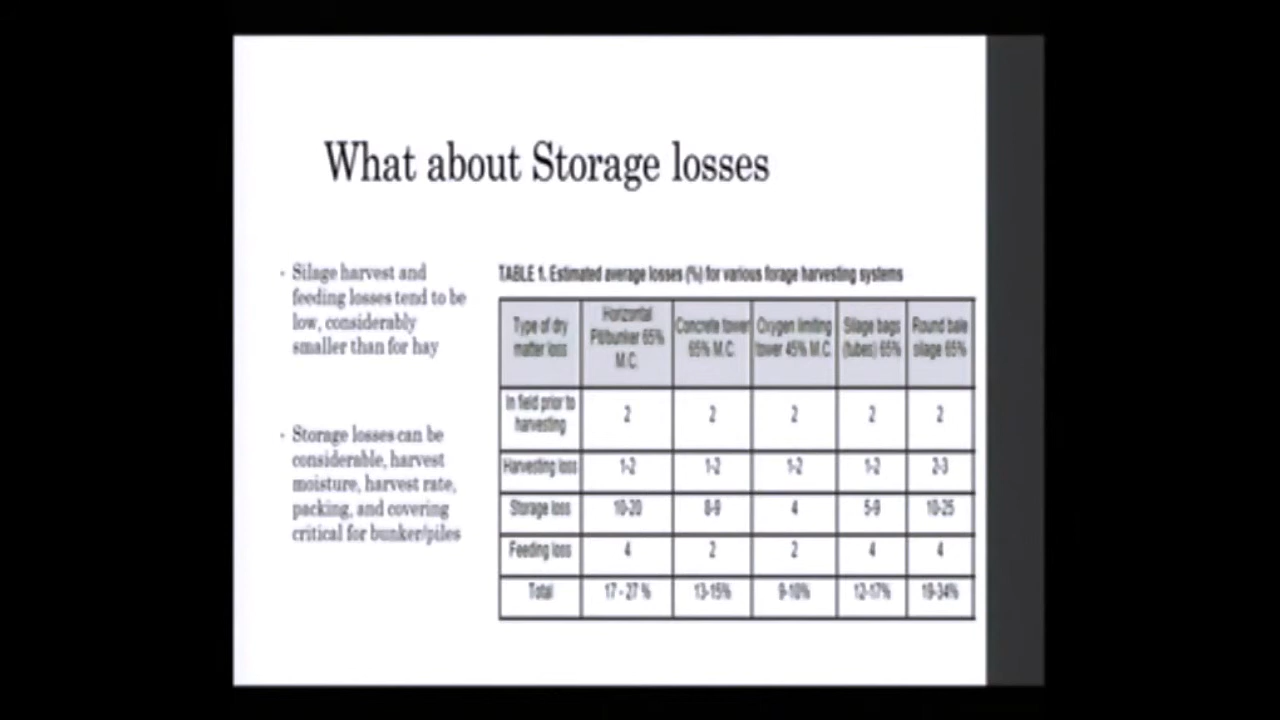 What about Storage losses
· Silage harvest and
feeding losses tend to be
low, considerably
smaller than for hay
· Storage losses can be
considerable, harvest
moisture, harvest rate,
packing, and covering
critical for bunker/piles
TABLE 1. Estimated average losses (%) for various forage harvesting systems
Type of dry matter loss | Horizontal Pit/bunker 65% M.C. | Concrete tower 65% M.C. | Oxygen limiting tower 45% M.C. | Silage bags (tubes) 65% | Round bale silage 65%
In field prior to harvesting | 2 | 2 | 2 | 2 | 2
Harvesting loss | 1-2 | 1-2 | 1-2 | 1-2 | 2-3
Storage loss | 10-20 | 8-9 | 4 | 5-9 | 10-25
Feeding loss | 4 | 2 | 2 | 4 | 4
Total | 17 - 27 % | 13-15% | 9-10% | 12-17% | 18-34%